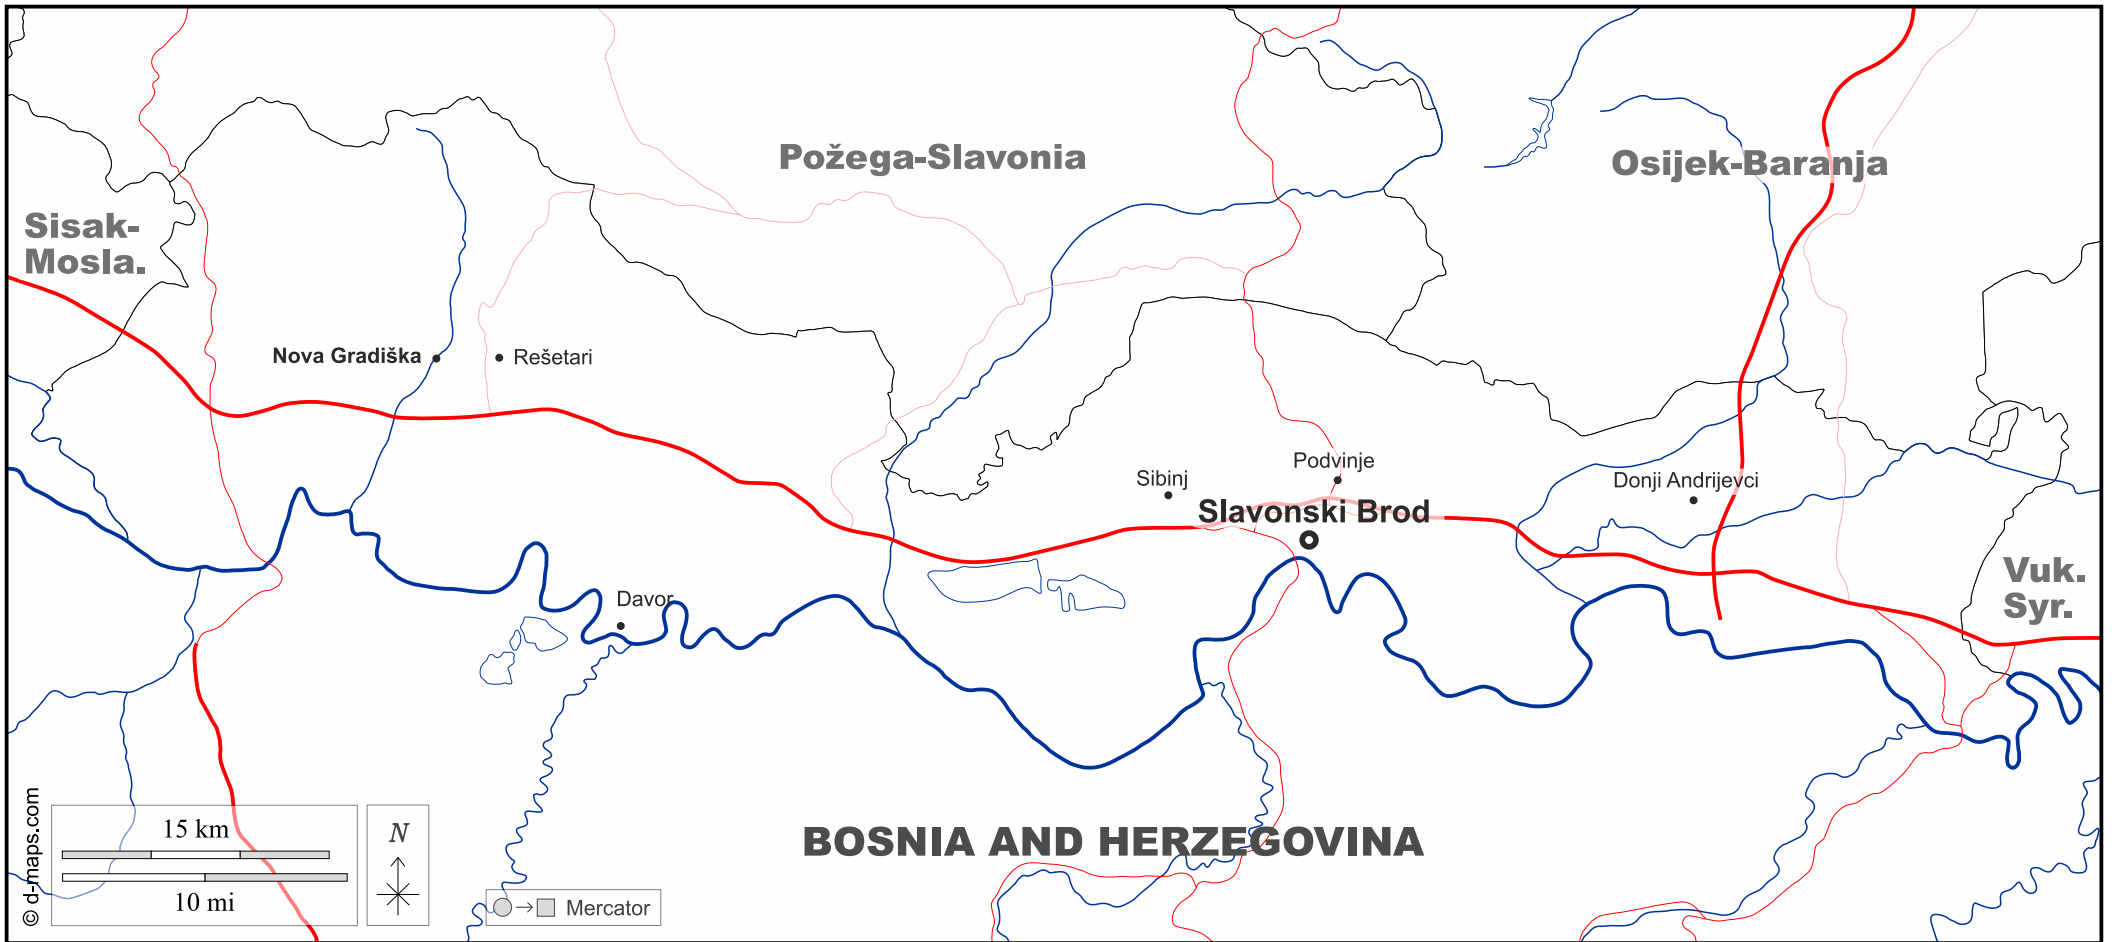 Požega-Slavonia
Osijek-Baranja
Sisak-
Mosla.
Nova Gradiška
Rešetari
Podvinje
Sibinj
Donji Andrijevci
Slavonski Brod
Vuk.
Syr.
Davor
BOSNIA AND HERZEGOVINA
© d-maps.com
15 km
10 mi
N
Mercator